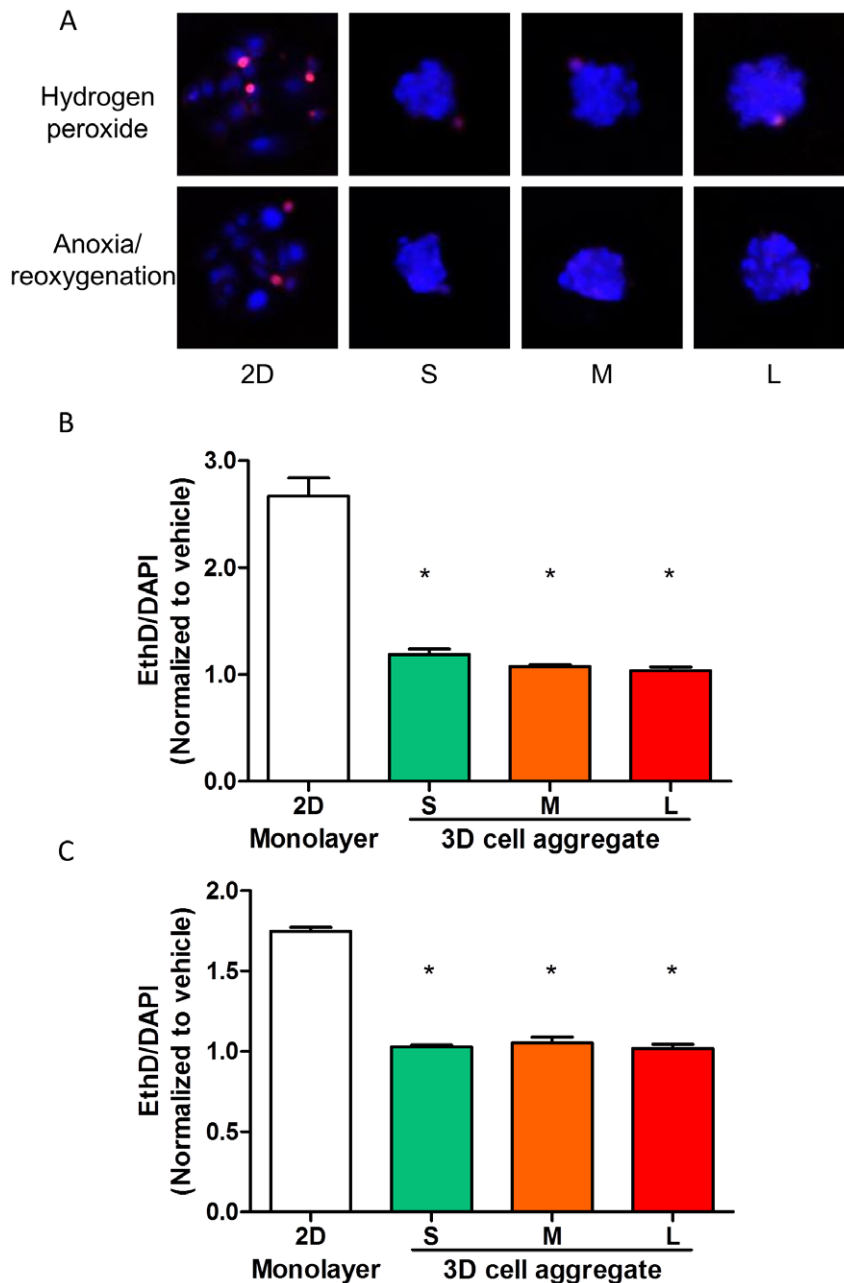 A
Hydrogen
peroxide
Anoxia/
reoxygenation
2D S M L
B
EthD/DAPI
(Normalized to vehicle)
3.0
2.0
1.0
0.0
* * *
2D S M L
Monolayer 3D cell aggregate
C
EthD/DAPI
(Normalized to vehicle)
2.0
1.5
1.0
0.5
0.0
* * *
2D S M L
Monolayer 3D cell aggregate